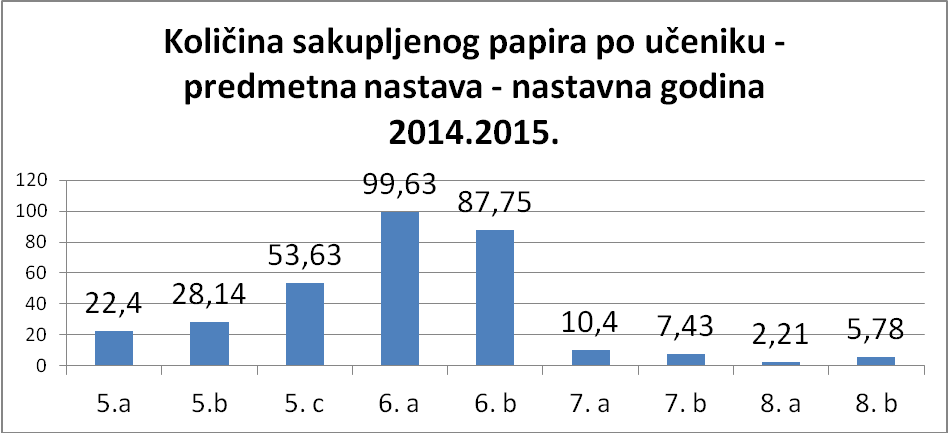 Količina sakupljenog papira po učeniku -
predmetna nastava - nastavna godina
2014.2015.
120
100
80
60
40
20
0
22,4
28,14
53,63
99,63
87,75
10,4
7,43
2,21
5,78
5.a
5.b
5. c
6. a
6. b
7. a
7. b
8. a
8. b